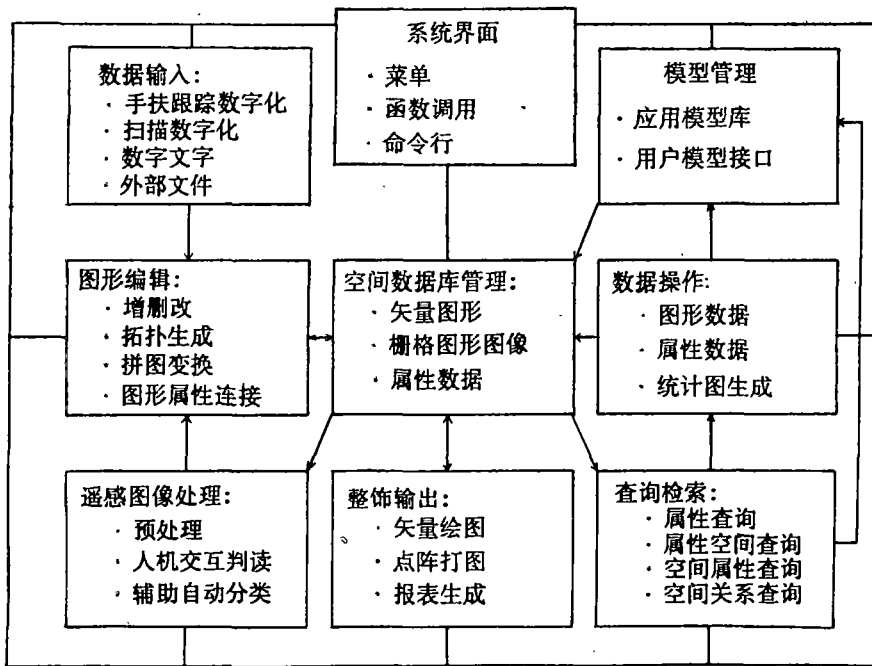 系统界面
· 菜单
· 函数调用
· 命令行
数据输入:
· 手扶跟踪数字化
· 扫描数字化
· 数字文字
· 外部文件
模型管理
· 应用模型库
· 用户模型接口
图形编辑:
· 增删改
· 拓扑生成
· 拼图变换
· 图形属性连接
空间数据库管理:
· 矢量图形
· 栅格图形图像
· 属性数据
数据操作:
· 图形数据
· 属性数据
· 统计图生成
遥感图像处理:
· 预处理
· 人机交互判读
· 辅助自动分类
整饰输出:
· 矢量绘图
· 点阵打图
· 报表生成
查询检索:
· 属性查询
· 属性空间查询
· 空间属性查询
· 空间关系查询